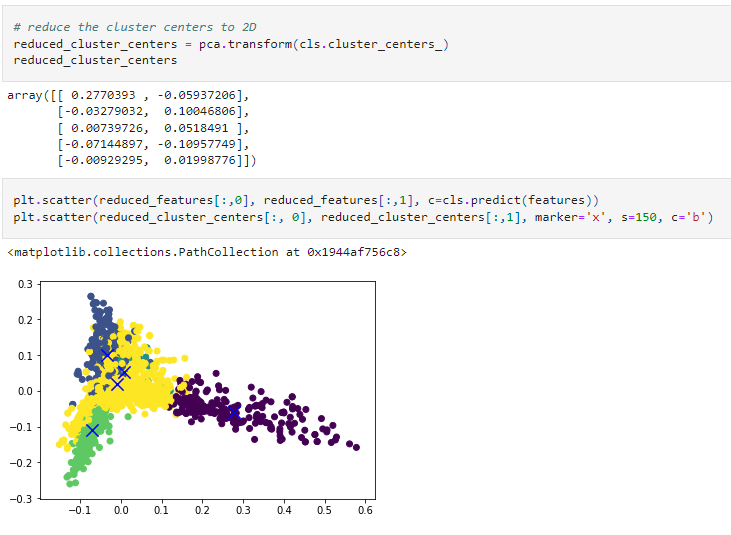 # reduce the cluster centers to 2D
reduced_cluster_centers = pca.transform(cls.cluster_centers_)
reduced_cluster_centers
array([[ 0.2770393 , -0.05937206],
[-0.03279032, 0.10046806],
[ 0.00739726, 0.0518491 ],
[-0.07144897, -0.10957749],
[-0.00929295, 0.01998776]])
plt.scatter(reduced_features[:,0], reduced_features[:,1], c=cls.predict(features))
plt.scatter(reduced_cluster_centers[:, 0], reduced_cluster_centers[:,1], marker='x', s=150, c='b')
<matplotlib.collections.PathCollection at 0x1944af756c8>
0.3
0.2
0.1
0.0
−0.1
−0.2
−0.3
−0.1 0.0 0.1 0.2 0.3 0.4 0.5 0.6